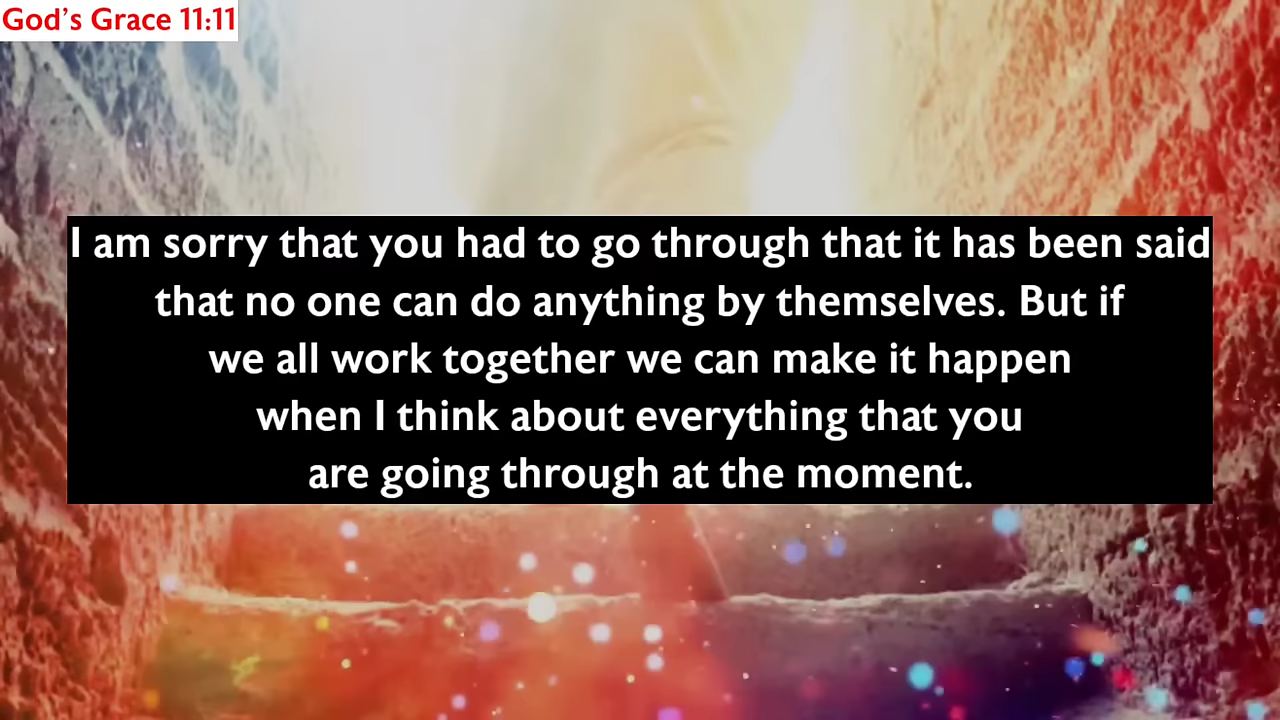 God's Grace 11:11
I am sorry that you had to go through that it has been said
that no one can do anything by themselves. But if
we all work together we can make it happen
when I think about everything that you
are going through at the moment.